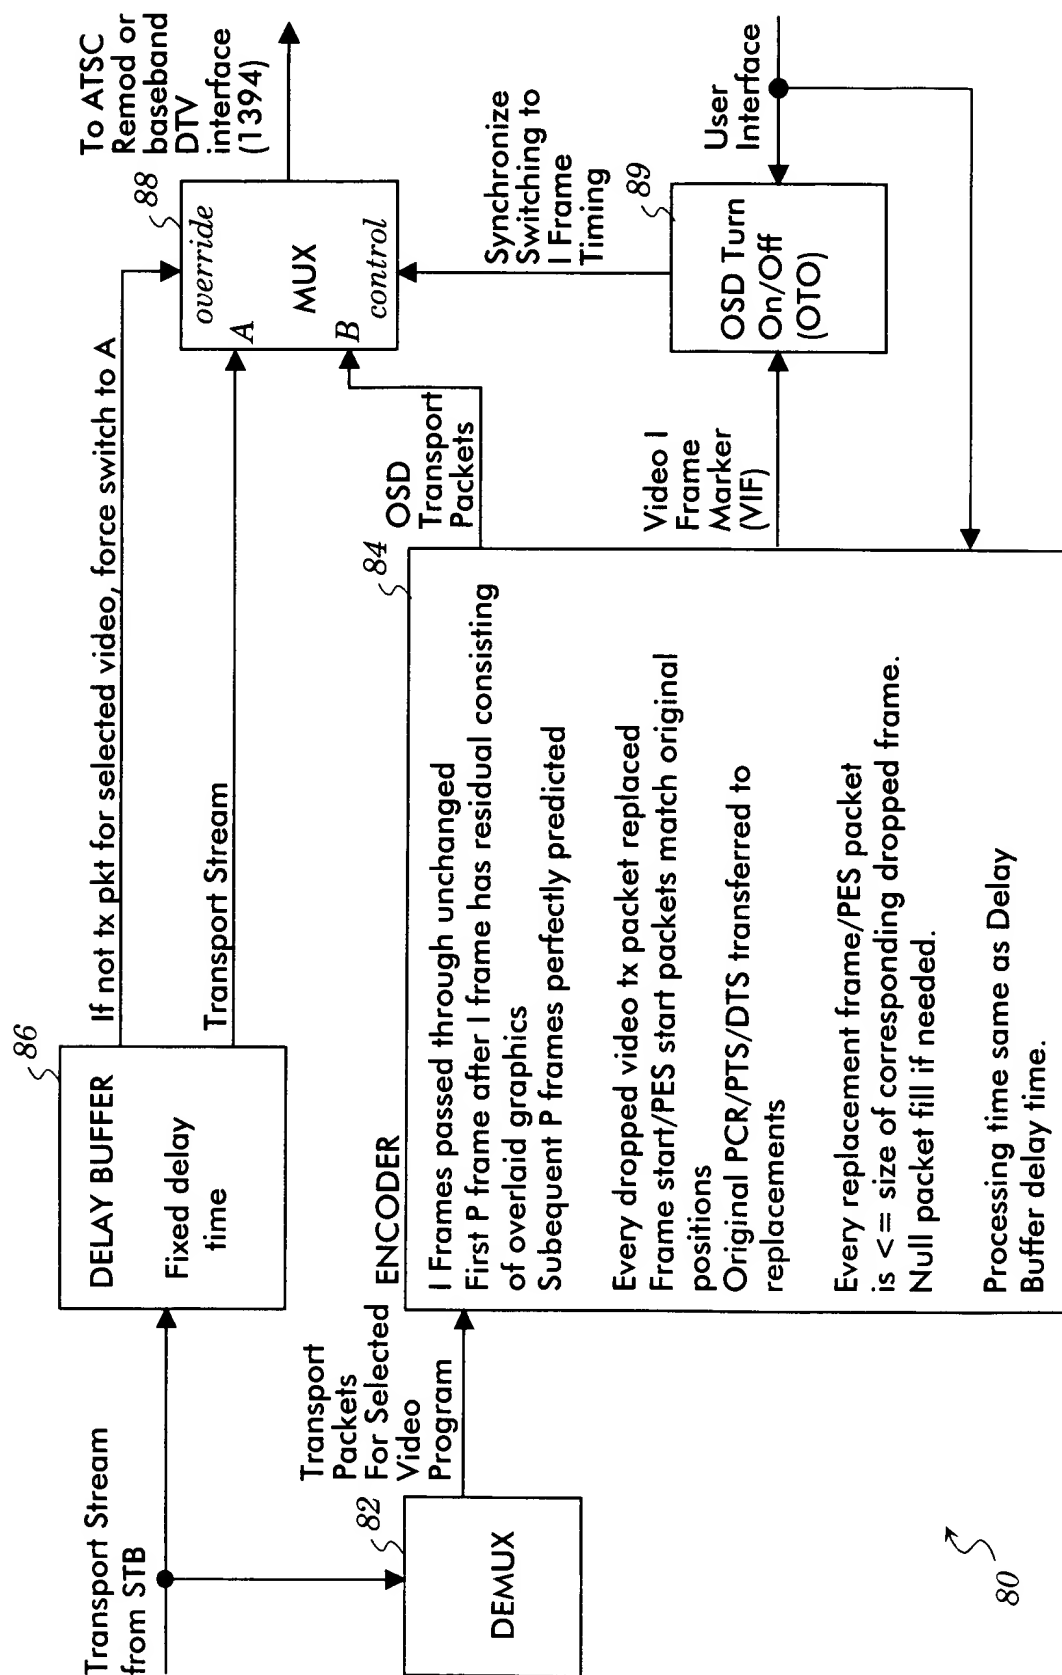 Transport Stream
from STB
86
DELAY BUFFER
Fixed delay
time
If not tx pkt for selected video, force switch to A
Transport Stream
88
override
A
MUX
B
control
To ATSC
Remod or
baseband
DTV
interface
(1394)
82
DEMUX
Transport
Packets
For Selected
Video
Program
84
ENCODER
I Frames passed through unchanged
First P frame after I frame has residual consisting
of overlaid graphics
Subequent P frames perfectly predicted
Every dropped video tx packet replaced
Frame start/PES start packets match original
positions
Original PCR/PTS/DTS transferred to
replacements
Every replacement frame/PES packet
is <= size of corresponding dropped frame.
Null packet fill if needed.
Processing time same as Delay
Buffer delay time.
OSD
Transport
Packets
Video I
Frame
Marker
(VIF)
Synchronize
Switching to
I Frame
Timing
89
OSD Turn
On/Off
(OTO)
User
Interface
80